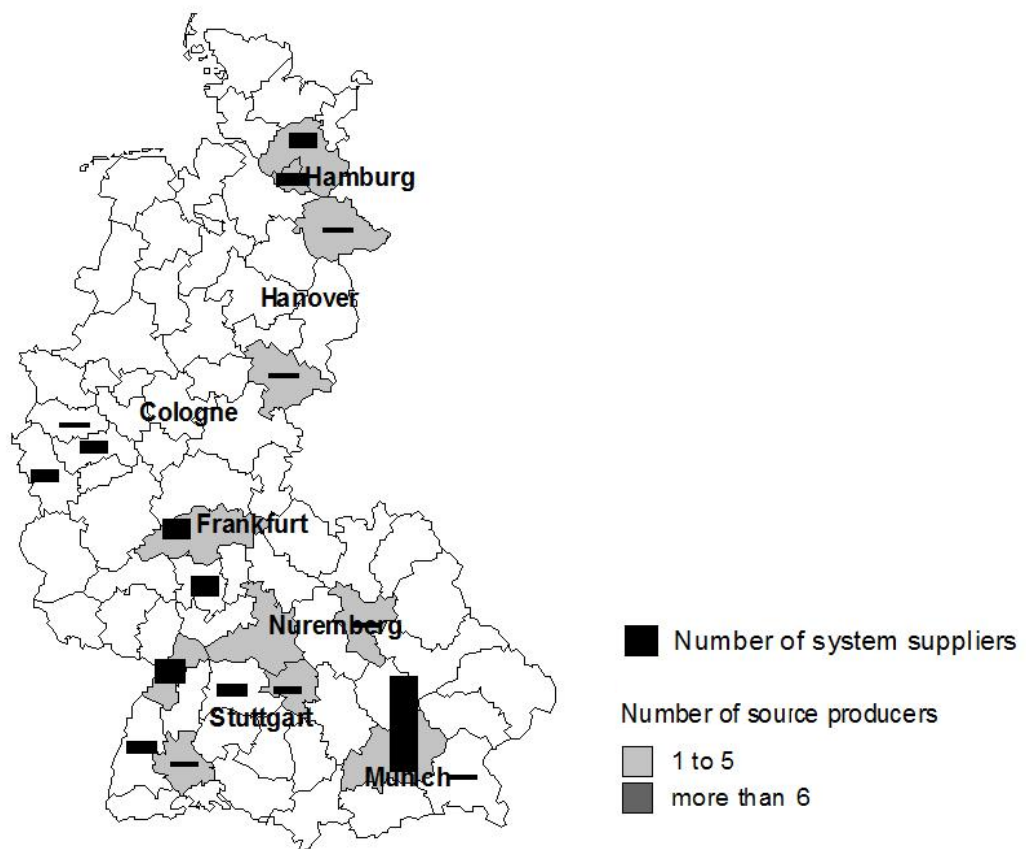 Hamburg
Hanover
Cologne
Frankfurt
Nuremberg
Stuttgart
Munich
Number of system suppliers
Number of source producers
1 to 5
more than 6